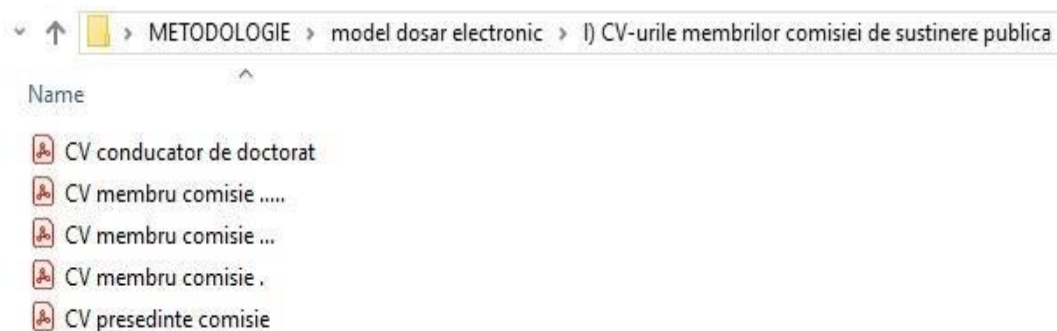 METODOLOGIE > model dosar electronic > l) CV-urile membrilor comisiei de sustinere publica
Name
CV conducator de doctorat
CV membru comisie .....
CV membru comisie ...
CV membru comisie .
CV presedinte comisie